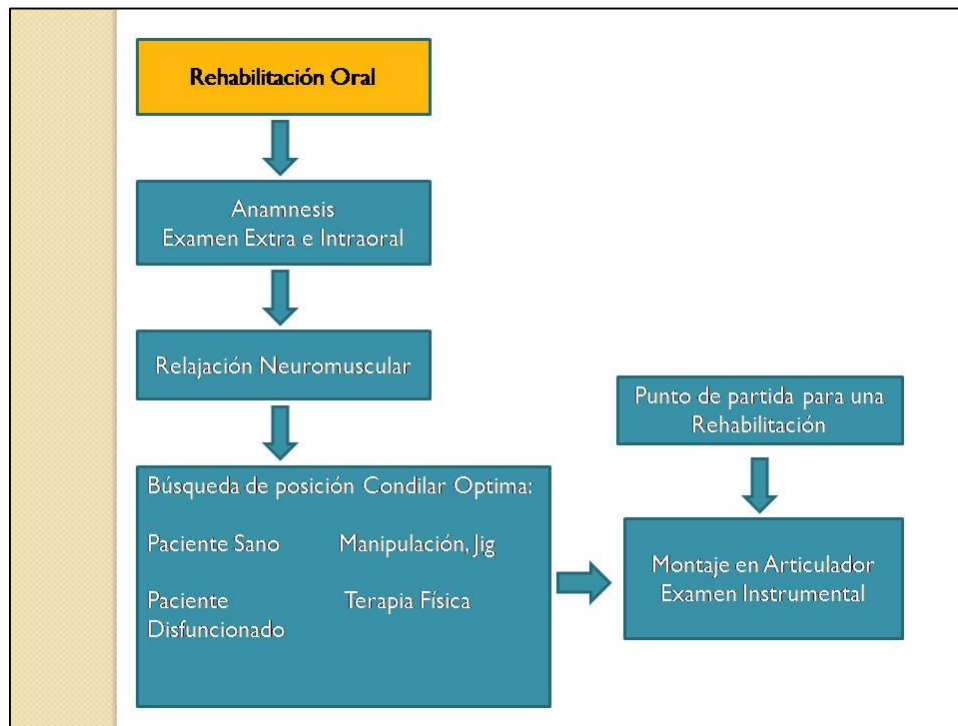 Rehabilitación Oral
Anamnesis
Examen Extra e Intraoral
Relajación Neuromuscular
Búsqueda de posición Condilar Optima:
Paciente Sano Manipulación, Jig
Paciente Terapia Física
Disfuncionado
Punto de partida para una
Rehabilitación
Montaje en Articulador
Examen Instrumental